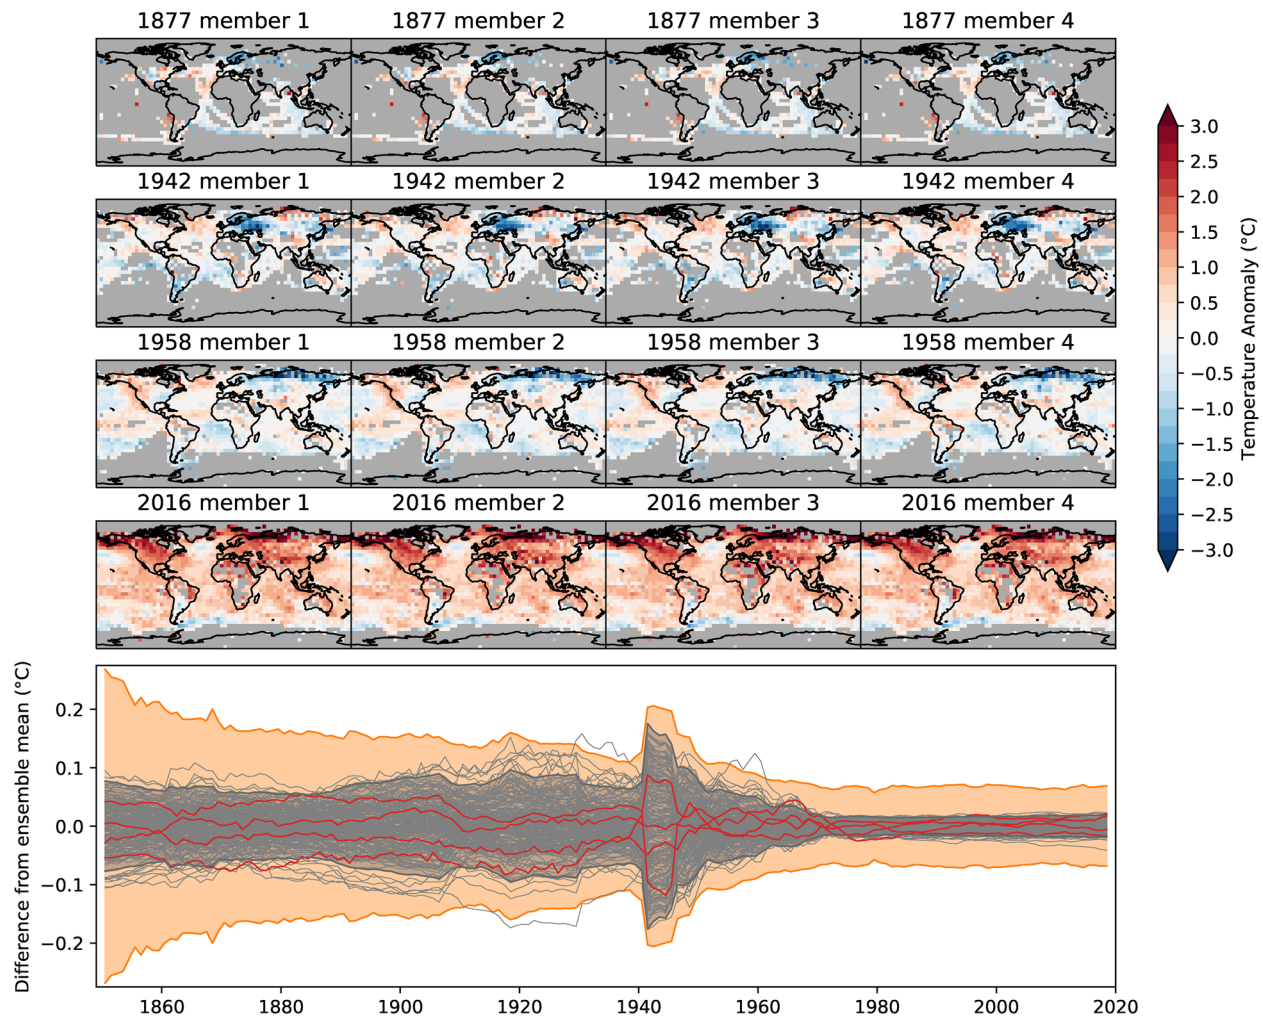 1877 member 1 1877 member 2 1877 member 3 1877 member 4
1942 member 1 1942 member 2 1942 member 3 1942 member 4
1958 member 1 1958 member 2 1958 member 3 1958 member 4
2016 member 1 2016 member 2 2016 member 3 2016 member 4
3.0
2.5
2.0
1.5
1.0
0.5
0.0
−0.5
−1.0
−1.5
−2.0
−2.5
−3.0
Temperature Anomaly (°C)
Difference from ensemble mean (°C)
0.2
0.1
0.0
−0.1
−0.2
1860 1880 1900 1920 1940 1960 1980 2000 2020